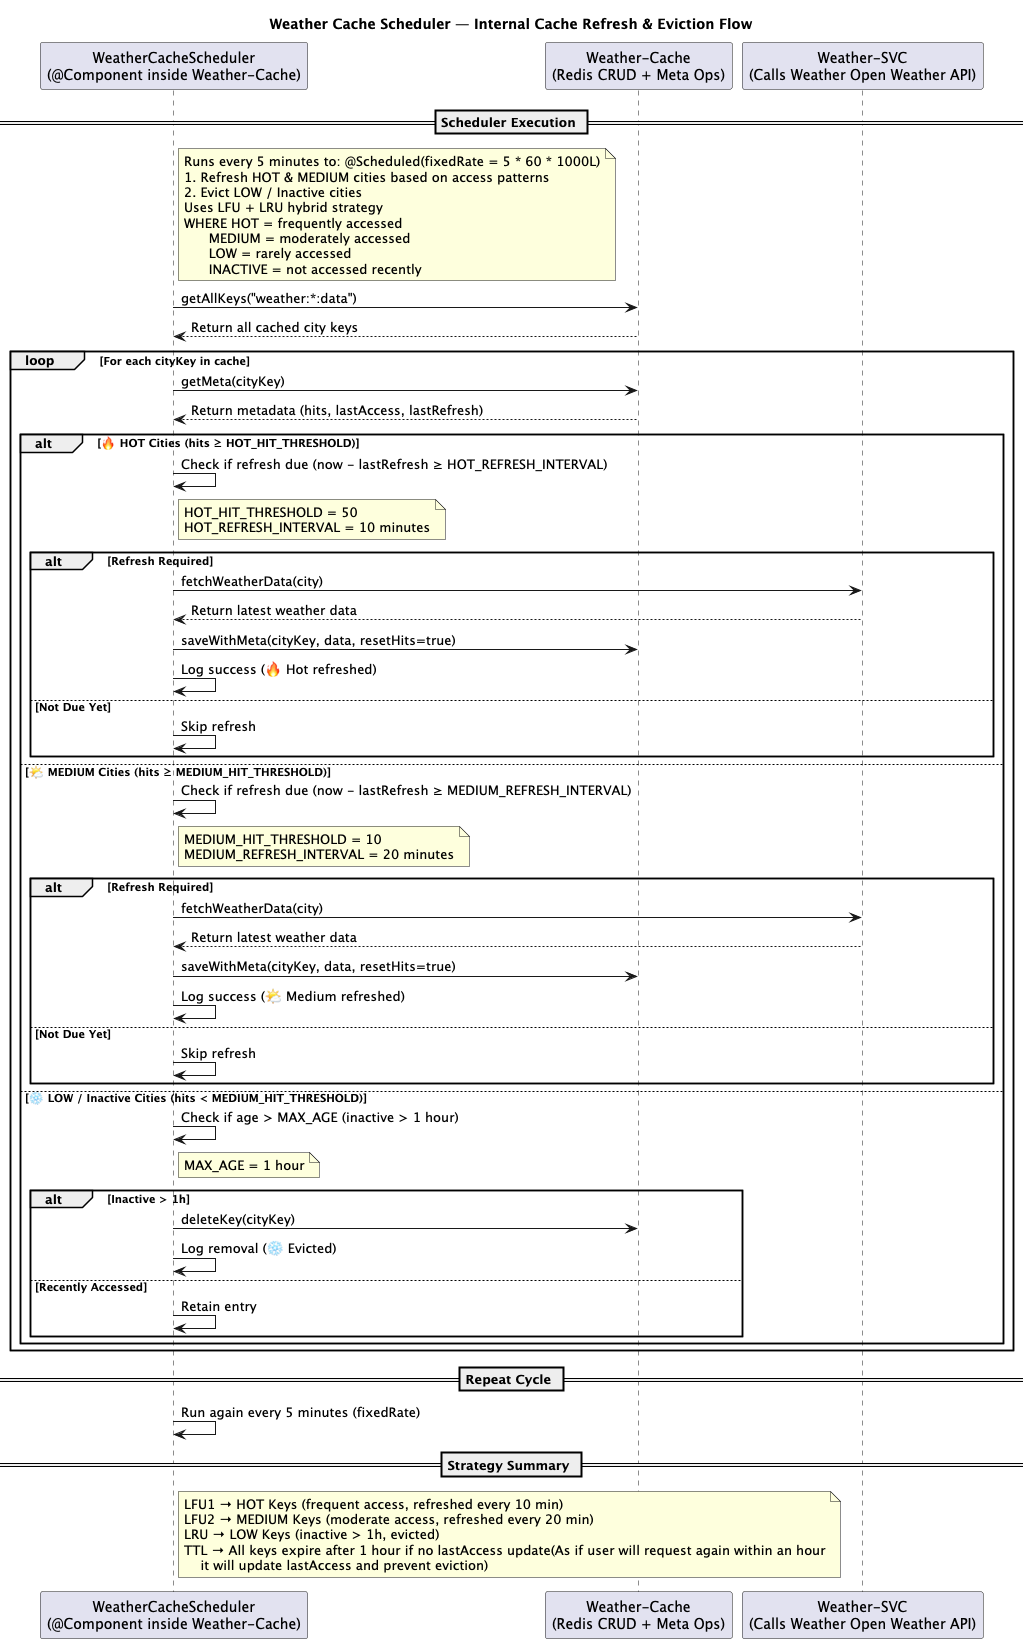 Weather Cache Scheduler — Internal Cache Refresh & Eviction Flow
WeatherCacheScheduler
(@Component inside Weather-Cache)
Weather-Cache
(Redis CRUD + Meta Ops)
Weather-SVC
(Calls Weather Open Weather API)
Scheduler Execution
Runs every 5 minutes to: @Scheduled(fixedRate = 5 * 60 * 1000L)
1. Refresh HOT & MEDIUM cities based on access patterns
2. Evict LOW / Inactive cities
Uses LFU + LRU hybrid strategy
WHERE HOT = frequently accessed
MEDIUM = moderately accessed
LOW = rarely accessed
INACTIVE = not accessed recently
getAllKeys("weather:*:data")
Return all cached city keys
loop [For each cityKey in cache]
getMeta(cityKey)
Return metadata (hits, lastAccess, lastRefresh)
alt [🔥 HOT Cities (hits ≥ HOT_HIT_THRESHOLD)]
Check if refresh due (now - lastRefresh ≥ HOT_REFRESH_INTERVAL)
HOT_HIT_THRESHOLD = 50
HOT_REFRESH_INTERVAL = 10 minutes
alt [Refresh Required]
fetchWeatherData(city)
Return latest weather data
saveWithMeta(cityKey, data, resetHits=true)
Log success (🔥 Hot refreshed)
[Not Due Yet]
Skip refresh
[🌤️ MEDIUM Cities (hits ≥ MEDIUM_HIT_THRESHOLD)]
Check if refresh due (now - lastRefresh ≥ MEDIUM_REFRESH_INTERVAL)
MEDIUM_HIT_THRESHOLD = 10
MEDIUM_REFRESH_INTERVAL = 20 minutes
alt [Refresh Required]
fetchWeatherData(city)
Return latest weather data
saveWithMeta(cityKey, data, resetHits=true)
Log success (🌤️ Medium refreshed)
[Not Due Yet]
Skip refresh
[❄️ LOW / Inactive Cities (hits < MEDIUM_HIT_THRESHOLD)]
Check if age > MAX_AGE (inactive > 1 hour)
MAX_AGE = 1 hour
alt [Inactive > 1h]
deleteKey(cityKey)
Log removal (❄️ Evicted)
[Recently Accessed]
Retain entry
Repeat Cycle
Run again every 5 minutes (fixedRate)
Strategy Summary
LFU1 → HOT Keys (frequent access, refreshed every 10 min)
LFU2 → MEDIUM Keys (moderate access, refreshed every 20 min)
LRU → LOW Keys (inactive > 1h, evicted)
TTL → All keys expire after 1 hour if no lastAccess update(As if user will request again within an hour
it will update lastAccess and prevent eviction)
WeatherCacheScheduler
(@Component inside Weather-Cache)
Weather-Cache
(Redis CRUD + Meta Ops)
Weather-SVC
(Calls Weather Open Weather API)